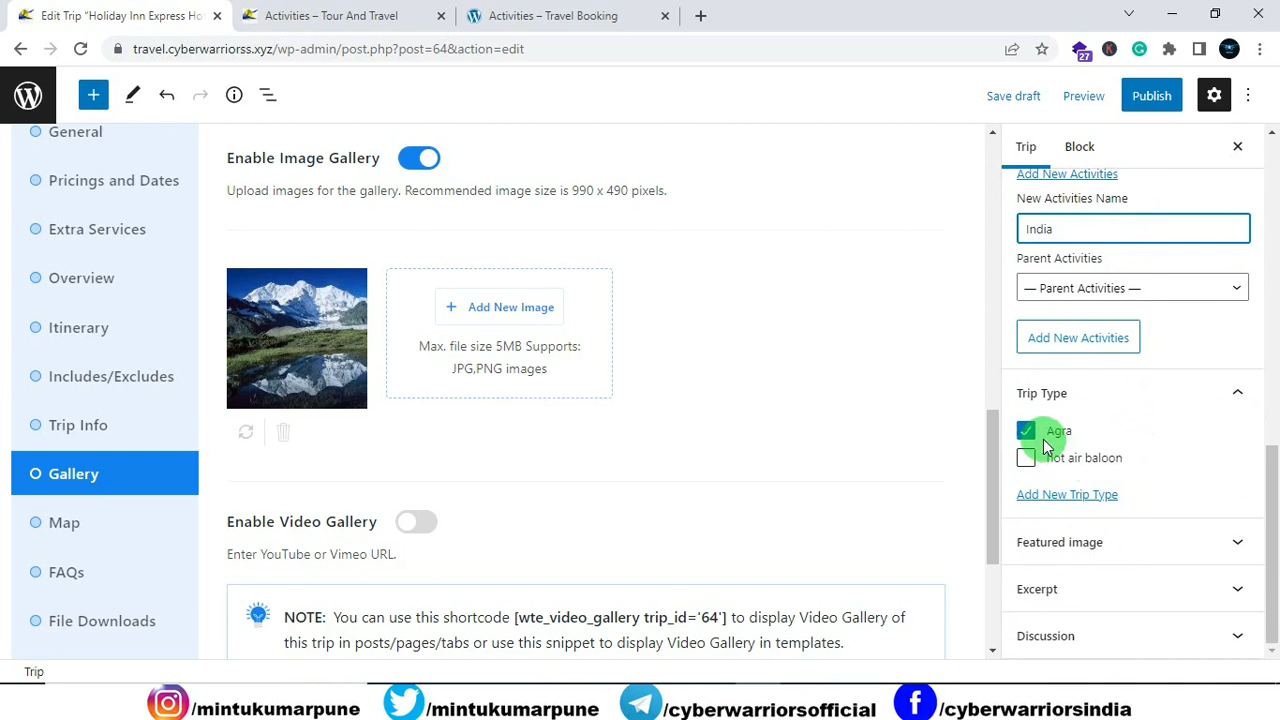 Edit Trip "Holiday Inn Express Ho
Activities – Tour And Travel
Activities – Travel Booking
travel.cyberwarriorss.xyz/wp-admin/post.php?post=64&action=edit
27
Save draft
Preview
Publish
General
Pricings and Dates
Extra Services
Overview
Itinerary
Includes/Excludes
Trip Info
Gallery
Map
FAQs
File Downloads
Enable Image Gallery
Upload images for the gallery. Recommended image size is 990 x 490 pixels.
+ Add New Image
Max. file size 5MB Supports:
JPG,PNG images
Enable Video Gallery
Enter YouTube or Vimeo URL.
NOTE: You can use this shortcode [wte_video_gallery trip_id='64'] to display Video Gallery of
this trip in posts/pages/tabs or use this snippet to display Video Gallery in templates.
Trip
Block
Add New Activities
New Activities Name
India
Parent Activities
— Parent Activities —
Add New Activities
Trip Type
Agra
hot air baloon
Add New Trip Type
Featured image
Excerpt
Discussion
Trip
/mintukumarpune
/mintukumarpune
/cyberwarriorsofficial
/cyberwarriorsindia